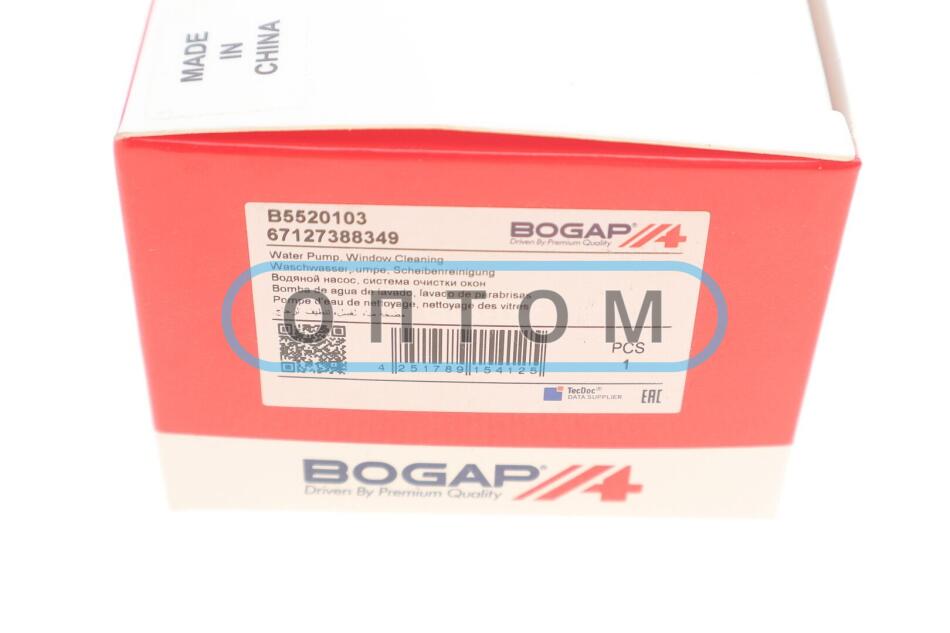 MADE
IN
CHINA
B5520103
67127388349
BOGAP®
Driven By Premium Quality
Water Pump, Window Cleaning
Waschwasserpumpe, Scheibenreinigung
Водяной насос, система очистки окон
Bomba de agua de lavado, lavado de parabrisas
Pompe d'eau de nettoyage, nettoyage des vitres
ОПТОМ
PCS
1
4 251789 154125
TecDoc®
DATA SUPPLIER
EAC
BOGAP®
Driven By Premium Quality